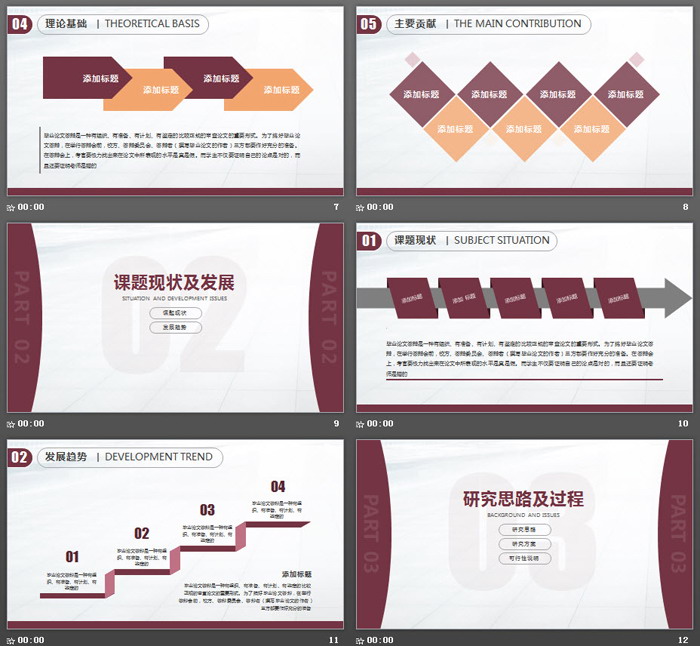 04 理论基础 | THEORETICAL BASIS
添加标题 添加标题
添加标题 添加标题
毕业论文答辩是一种有组织、有准备、有计划、有鉴定的比较正规的审查论文的重要形式。为了搞好毕业论
文答辩，在举行答辩会前，校方、答辩委员会、答辩者（撰写毕业论文的作者）三方都要作好充分的准备。
在答辩会上，考官要极力找出来在论文中所表现的水平是真是假。而学生不仅要证明自己的论点是对的，而
且还要证明老师是错的
00:00 7
05 主要贡献 | THE MAIN CONTRIBUTION
添加标题 添加标题 添加标题 添加标题
添加标题 添加标题 添加标题
00:00 8
PART 02
02
课题现状及发展
SITUATION AND DEVELOPMENT ISSUES
课题现状
发展趋势
PART 02
00:00 9
01 课题现状 | SUBJECT SITUATION
添加标题 添加 标题 添加标题 添加标题 添加标题
毕业论文答辩是一种有组织、有准备、有计划、有鉴定的比较正规的审查论文的重要形式。为了搞好毕业论文答
辩，在举行答辩会前，校方、答辩委员会、答辩者（撰写毕业论文的作者）三方都要作好充分的准备。在答辩会
上，考官要极力找出来在论文中所表现的水平是真是假。而学生不仅要证明自己的论点是对的，而且还要证明老
师是错的
00:00 10
02 发展趋势 | DEVELOPMENT TREND
04
毕业论文答辩是一种有组
织、有准备、有计划、有
鉴定的
03
毕业论文答辩是一种有组
织、有准备、有计划、有
鉴定的
02
毕业论文答辩是一种有组
织、有准备、有计划、有
鉴定的
01
毕业论文答辩是一种有组
织、有准备、有计划、有
鉴定的
添加标题
毕业论文答辩是一种有组织、有准备、有计划、有鉴定的比较
正规的审查论文的重要形式。为了搞好毕业论文答辩，在举行
答辩会前，校方、答辩委员会、答辩者（撰写毕业论文的作者）
三方都要作好充分的准备
00:00 11
PART 03
03
研究思路及过程
BACKGROUND AND ISSUES
研究思路
研究方案
可行性说明
PART 03
00:00 12